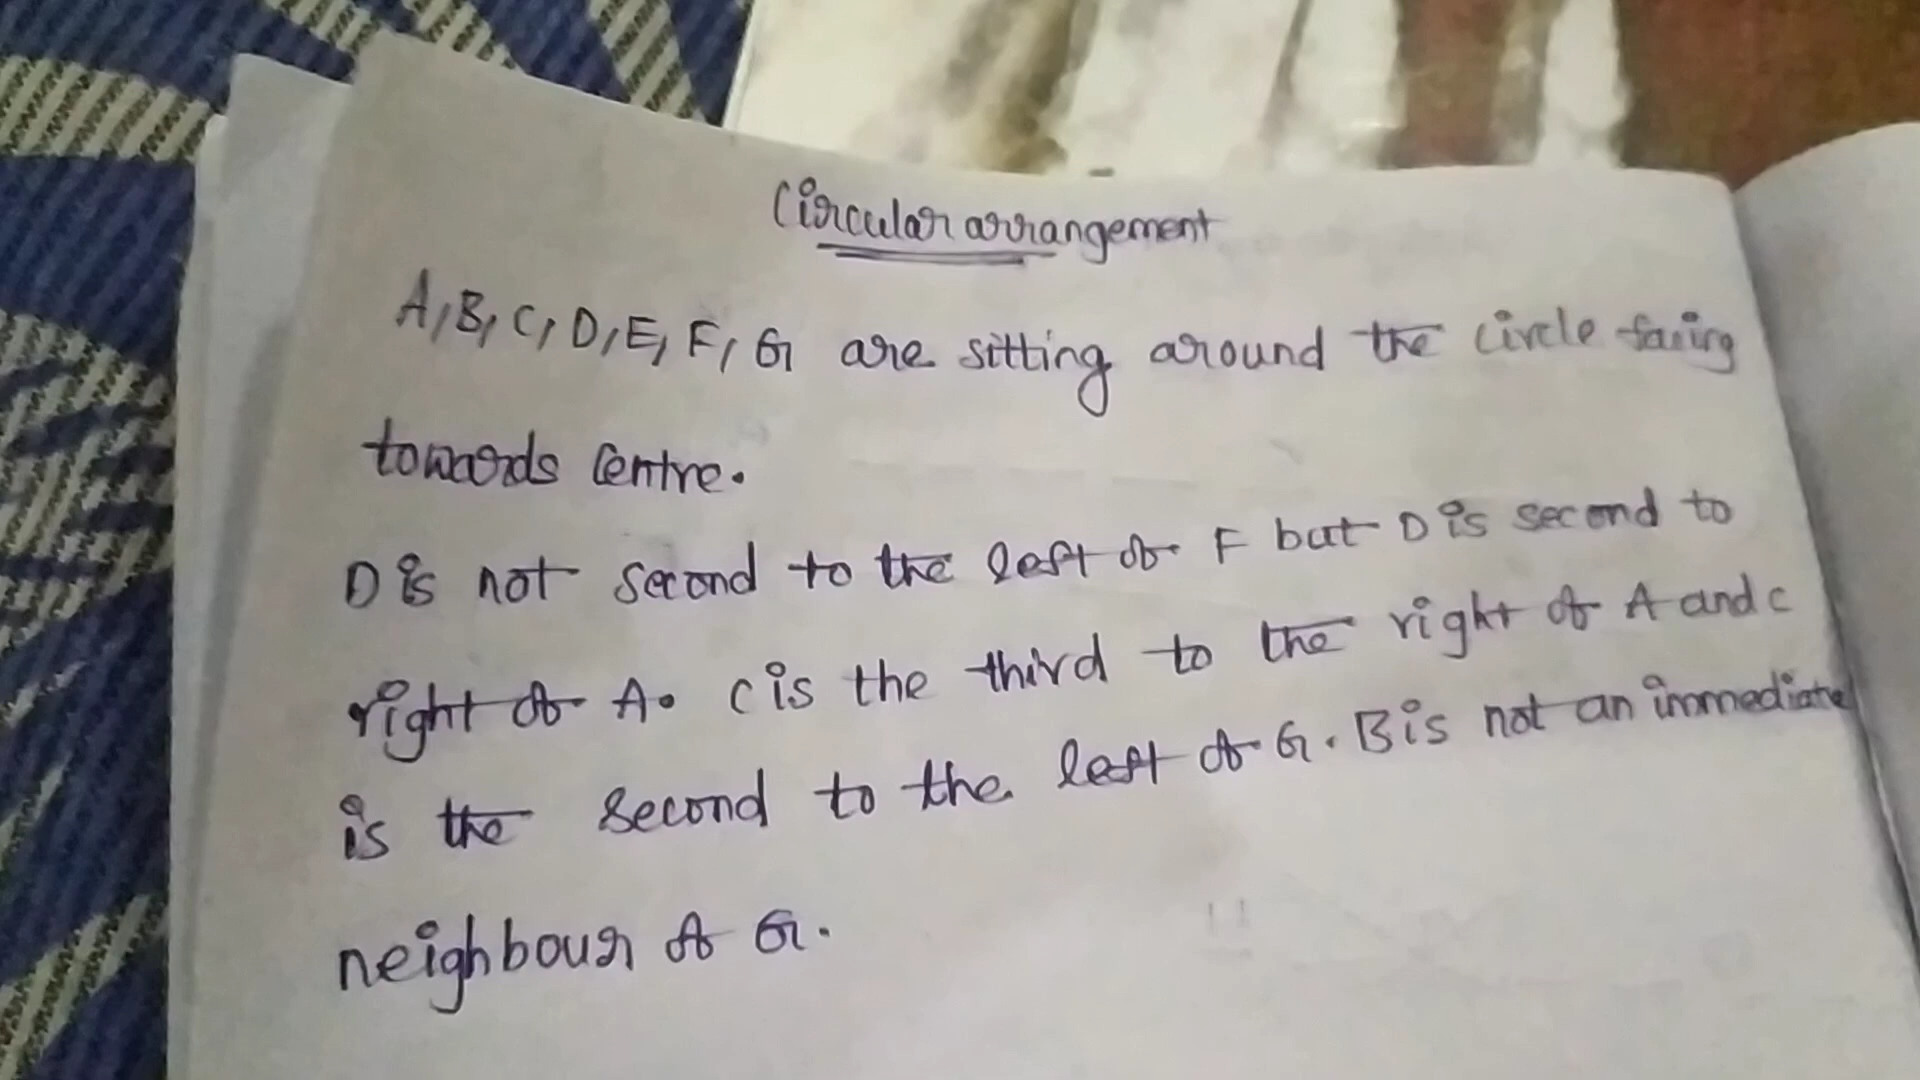 Circular arrangement
A, B, C, D, E, F, G are sitting around the circle facing
towards centre.
D is not second to the left of F but D is second to
right of A. C is the third to the right of A and C
is the second to the left of G. B is not an immediate
neighbour of G.